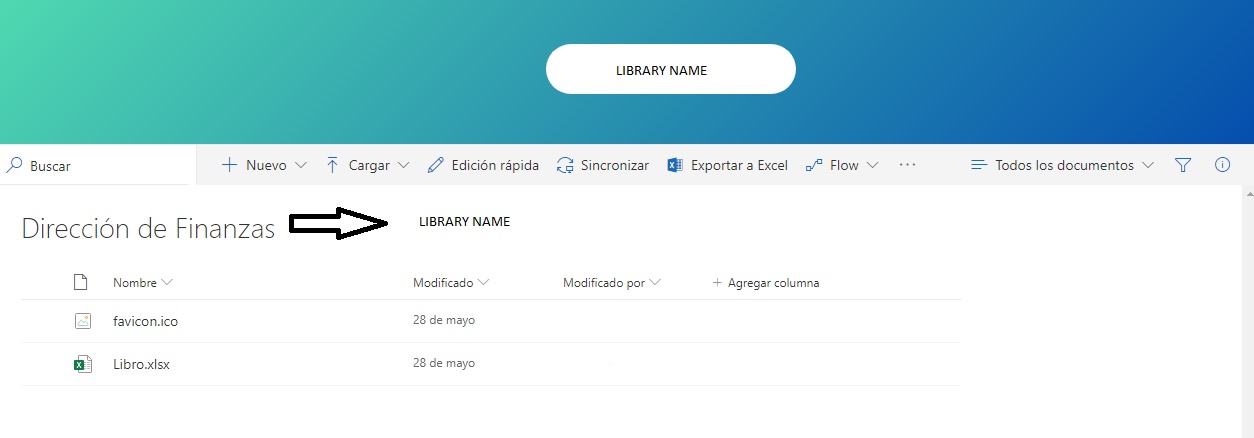 LIBRARY NAME
Buscar
Nuevo Cargar Edición rápida Sincronizar Exportar a Excel Flow ··· Todos los documentos
Dirección de Finanzas LIBRARY NAME
Nombre Modificado Modificado por + Agregar columna
favicon.ico 28 de mayo
Libro.xlsx 28 de mayo